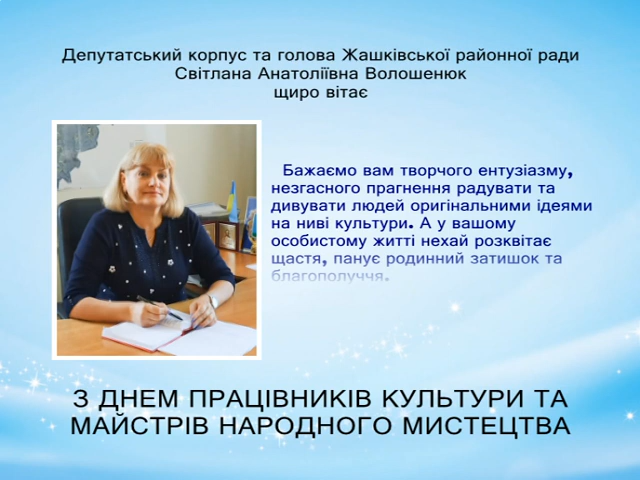 Депутатський корпус та голова Жашківської районної ради
Світлана Анатоліївна Волошенюк
щиро вітає
Бажаємо вам творчого ентузіазму,
незгасного прагнення радувати та
дивувати людей оригінальними ідеями
на ниві культури. А у вашому
особистому житті нехай розквітає
щастя, панує родинний затишок та
благополуччя.
З ДНЕМ ПРАЦІВНИКІВ КУЛЬТУРИ ТА
МАЙСТРІВ НАРОДНОГО МИСТЕЦТВА